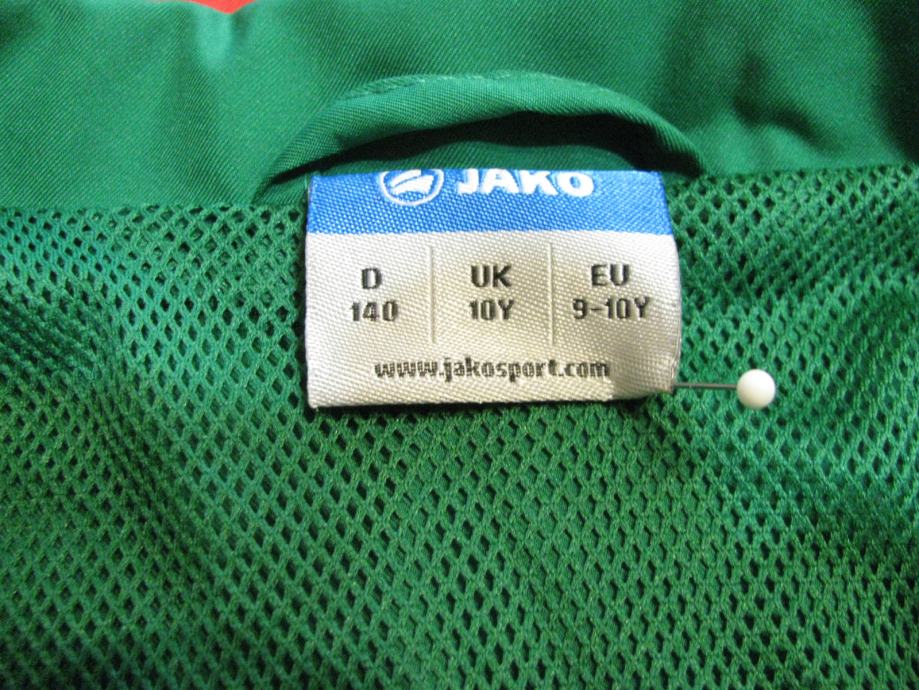 JAKO
D UK EU
140 10Y 9-10Y
www.jakosport.com